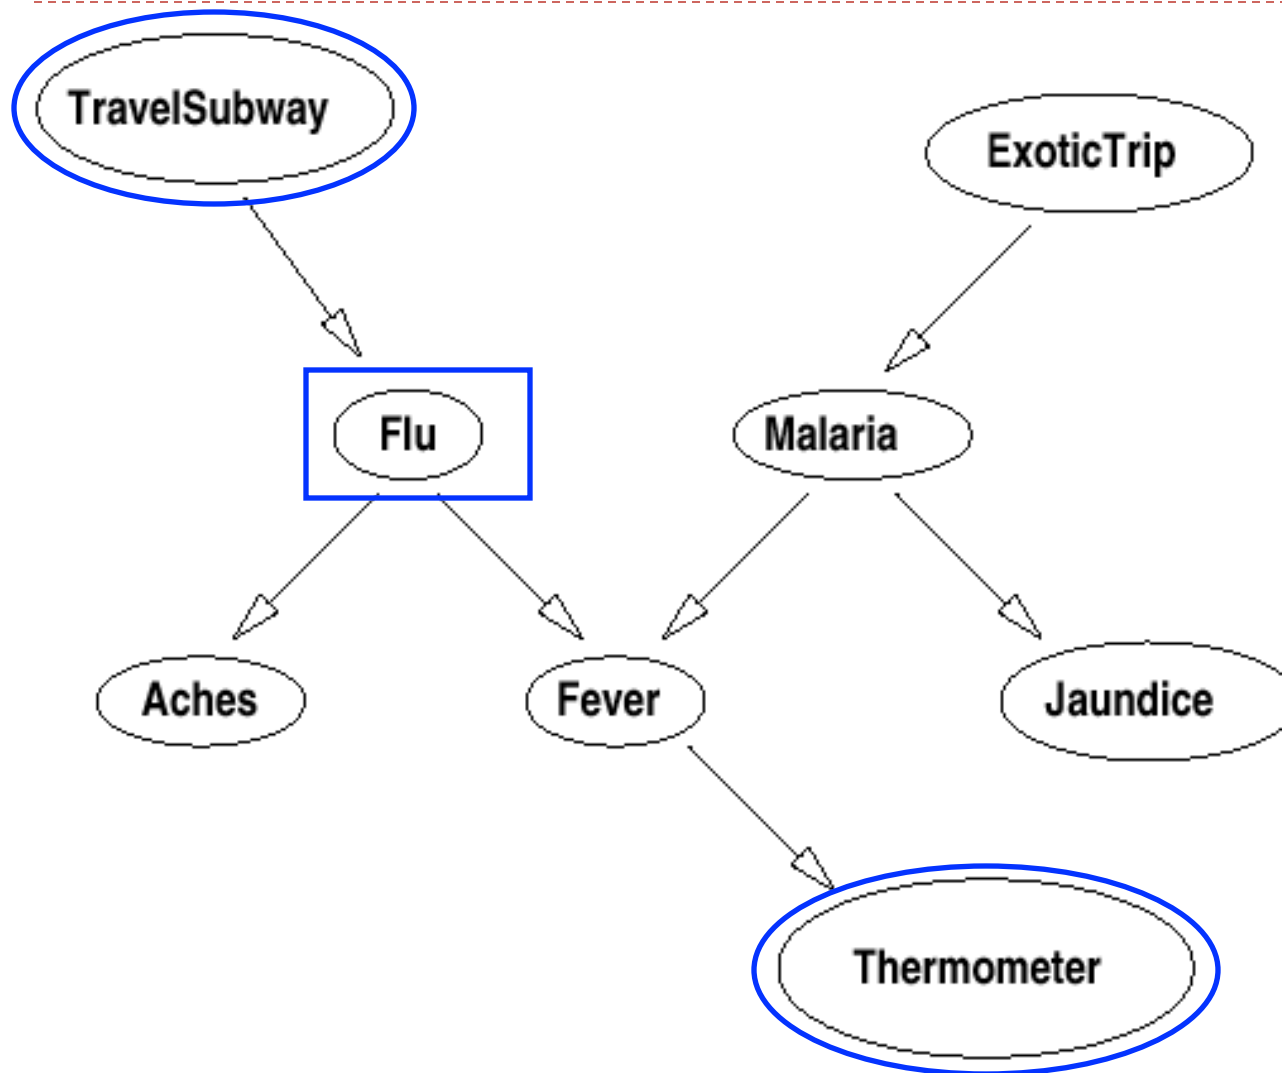 TravelSubway
ExoticTrip
Flu
Malaria
Aches
Fever
Jaundice
Thermometer